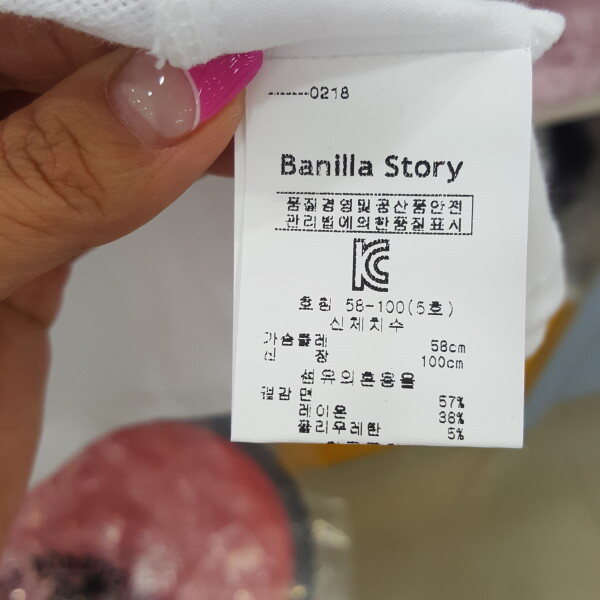 -------0218
Banilla Story
품질경영및공산품안전
관리법에의한품질표시
호칭 58-100(5호)
신체치수
가슴둘레 58cm
신 장 100cm
섬유의혼용율
겉감면 57%
레이온 38%
폴리우레탄 5%